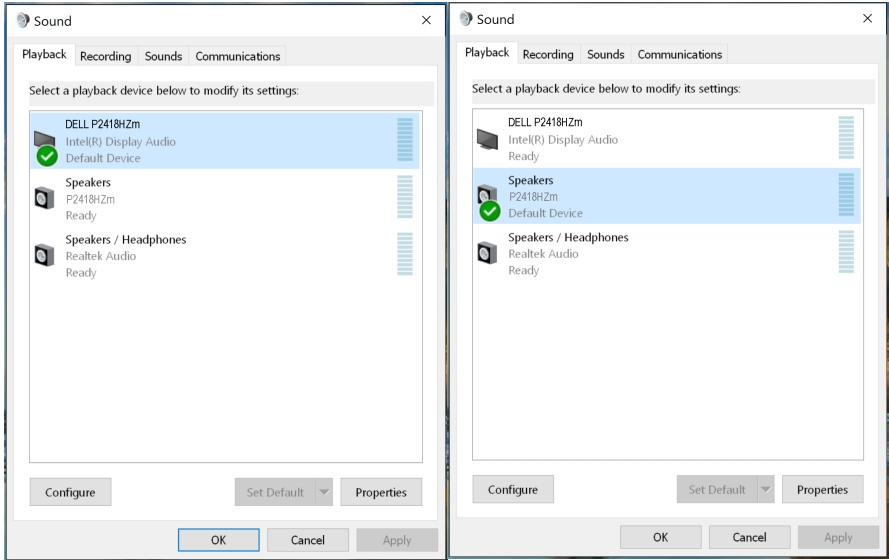 Sound
Playback Recording Sounds Communications
Select a playback device below to modify its settings:
DELL P2418HZm
Intel(R) Display Audio
Default Device
Speakers
P2418HZm
Ready
Speakers / Headphones
Realtek Audio
Ready
Configure Set Default Properties
OK Cancel Apply
Sound
Playback Recording Sounds Communications
Select a playback device below to modify its settings:
DELL P2418HZm
Intel(R) Display Audio
Ready
Speakers
P2418HZm
Default Device
Speakers / Headphones
Realtek Audio
Ready
Configure Set Default Properties
OK Cancel Apply